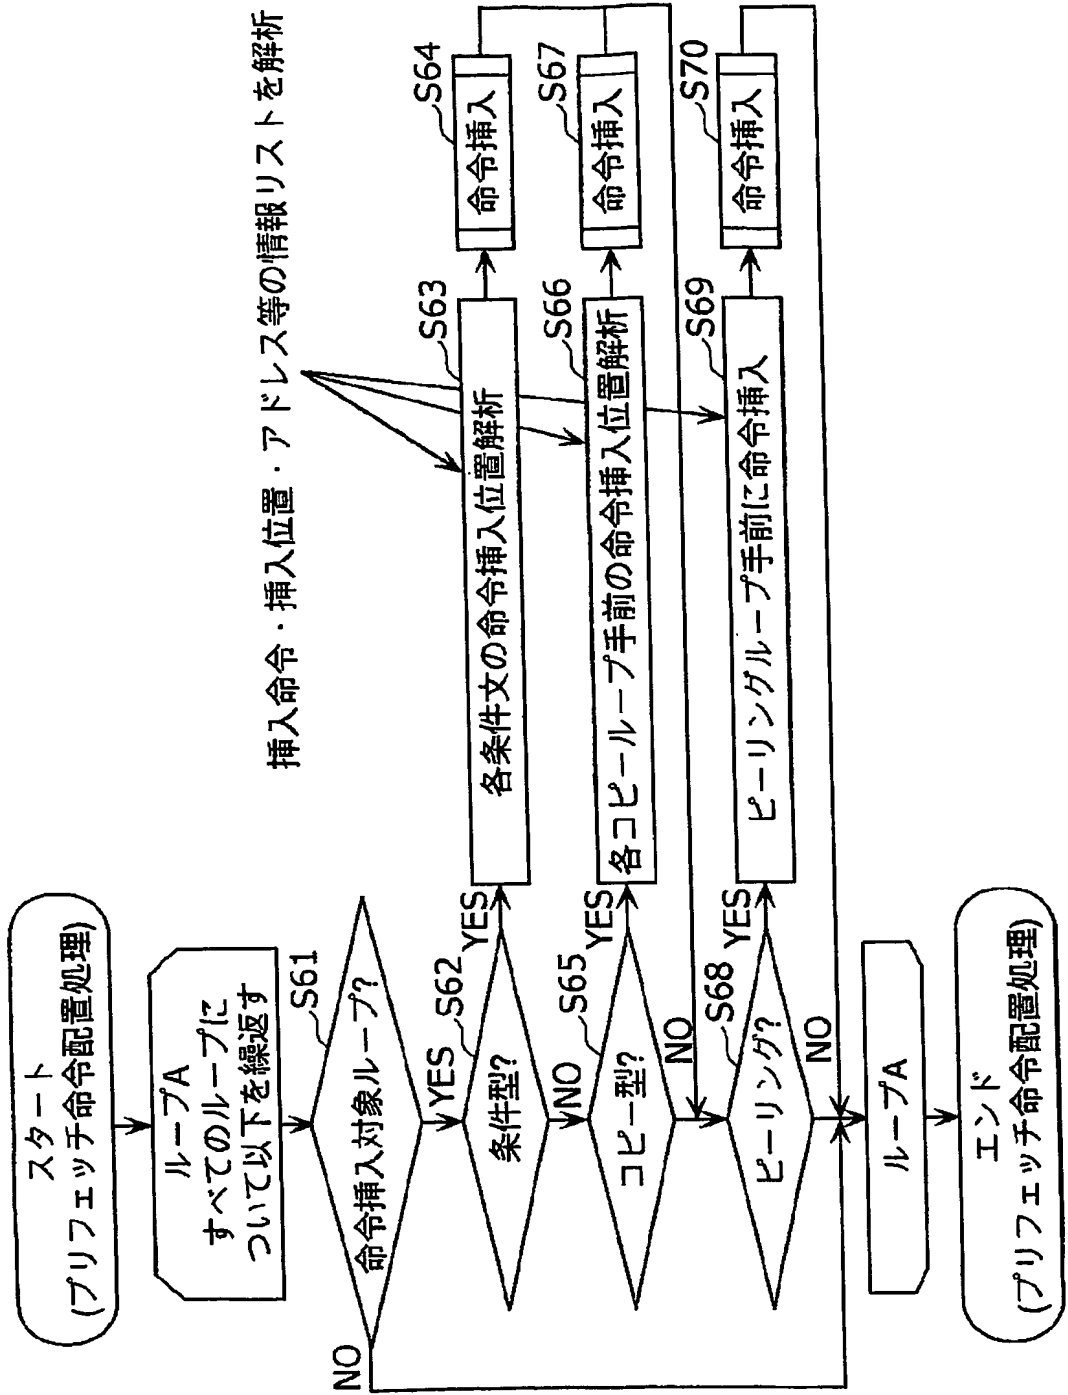 スタート
(プリフェッチ命令配置処理)
ループA
すべてのループに
ついて以下を繰返す
S61
命令挿入対象ループ?
NO
YES
挿入命令・挿入位置・アドレス等の情報リストを解析
S62
条件型?
YES
NO
S63
各条件文の命令挿入位置解析
S64
命令挿入
S65
コピー型?
YES
NO
S66
各コピーループ手前の命令挿入位置解析
S67
命令挿入
S68
ピーリング?
YES
NO
S69
ピーリングループ手前に命令挿入
S70
命令挿入
ループA
エンド
(プリフェッチ命令配置処理)